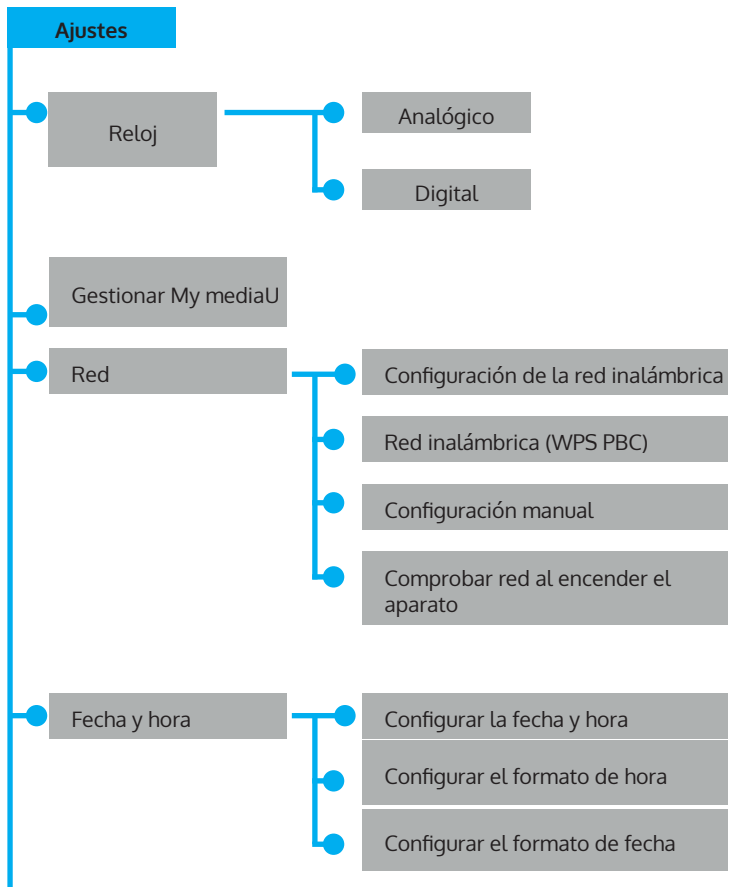 Ajustes
Reloj
Analógico
Digital
Gestionar My mediaU
Red
Configuración de la red inalámbrica
Red inalámbrica (WPS PBC)
Configuración manual
Comprobar red al encender el
aparato
Fecha y hora
Configurar la fecha y hora
Configurar el formato de hora
Configurar el formato de fecha